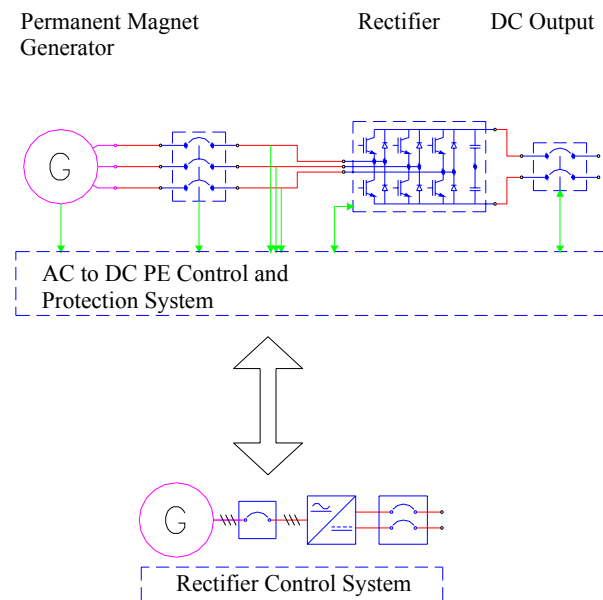 Permanent Magnet
Generator
Rectifier
DC Output
G
AC to DC PE Control and
Protection System
G
Rectifier Control System